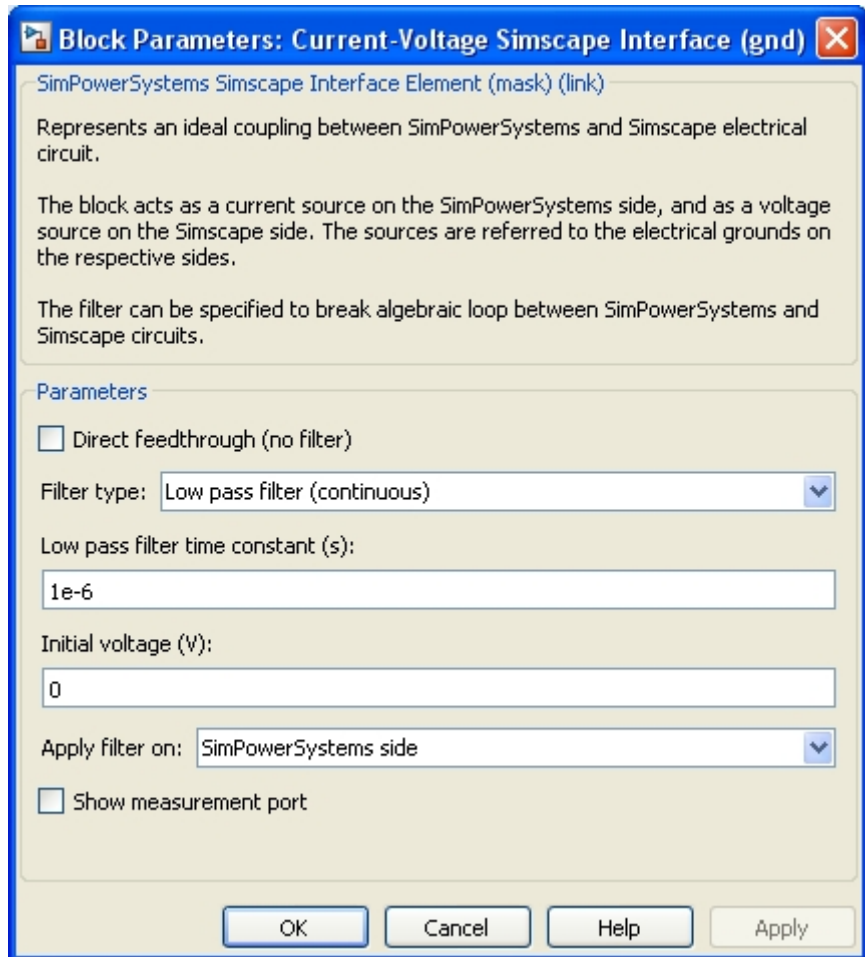 Block Parameters: Current-Voltage Simscape Interface (gnd)
SimPowerSystems Simscape Interface Element (mask) (link)
Represents an ideal coupling between SimPowerSystems and Simscape electrical
circuit.
The block acts as a current source on the SimPowerSystems side, and as a voltage
source on the Simscape side. The sources are referred to the electrical grounds on
the respective sides.
The filter can be specified to break algebraic loop between SimPowerSystems and
Simscape circuits.
Parameters
Direct feedthrough (no filter)
Filter type: Low pass filter (continuous)
Low pass filter time constant (s):
1e-6
Initial voltage (V):
0
Apply filter on: SimPowerSystems side
Show measurement port
OK Cancel Help Apply